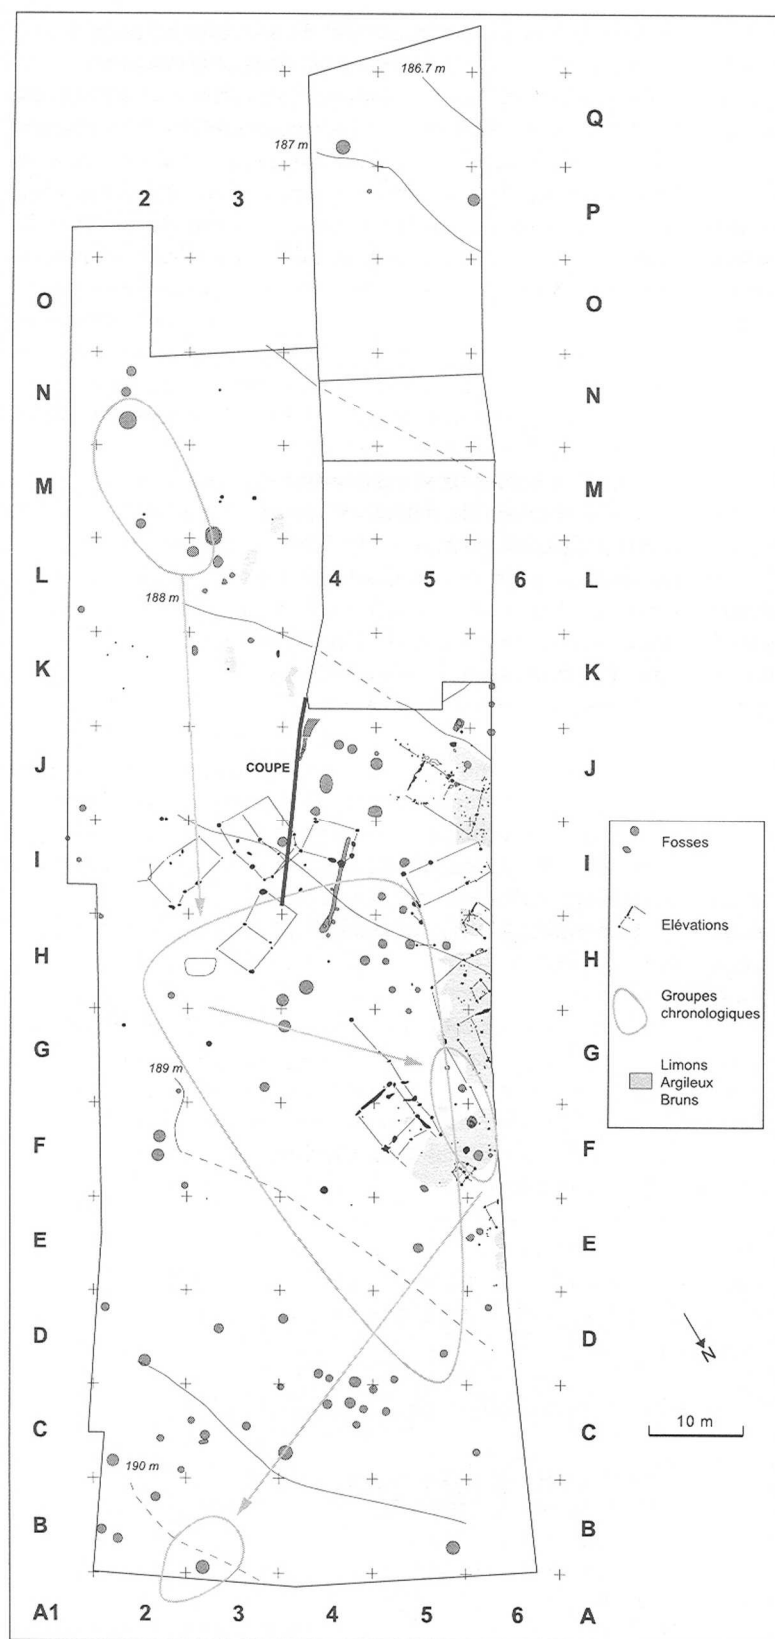 186.7 m
Q
187 m
2 3
P
O O
N N
M M
L 4 5 6 L
188 m
K K
J COUPE J
I I
H H
G G
189 m
F F
E E
D D
C C
190 m
B B
A1 2 3 4 5 6 A
Fosses
Elévations
Groupes
chronologiques
Limons
Argileux
Bruns
N
10 m